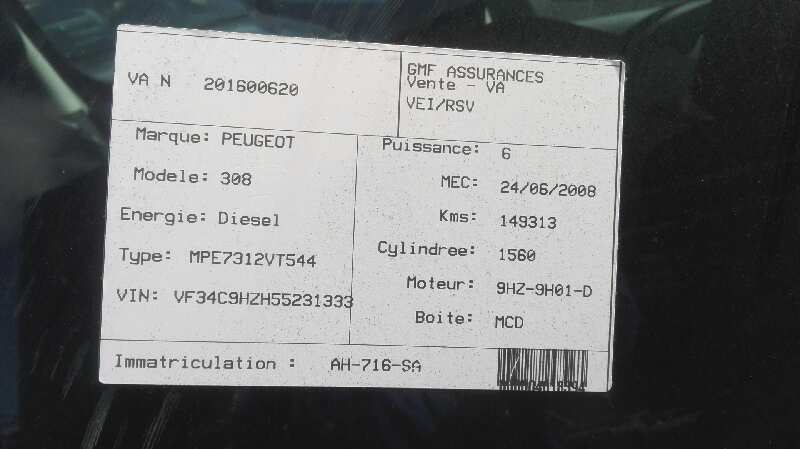 VA N 201600620
GMF ASSURANCES
Vente - VA
VEI/RSV
Marque: PEUGEOT
Modele: 308
Energie: Diesel
Type: MPE7312VT544
VIN: VF34C9HZH55231333
Puissance: 6
MEC: 24/06/2008
Kms: 149313
Cylindree: 1560
Moteur: 9HZ-9H01-D
Boite: MCD
Immatriculation : AH-716-SA